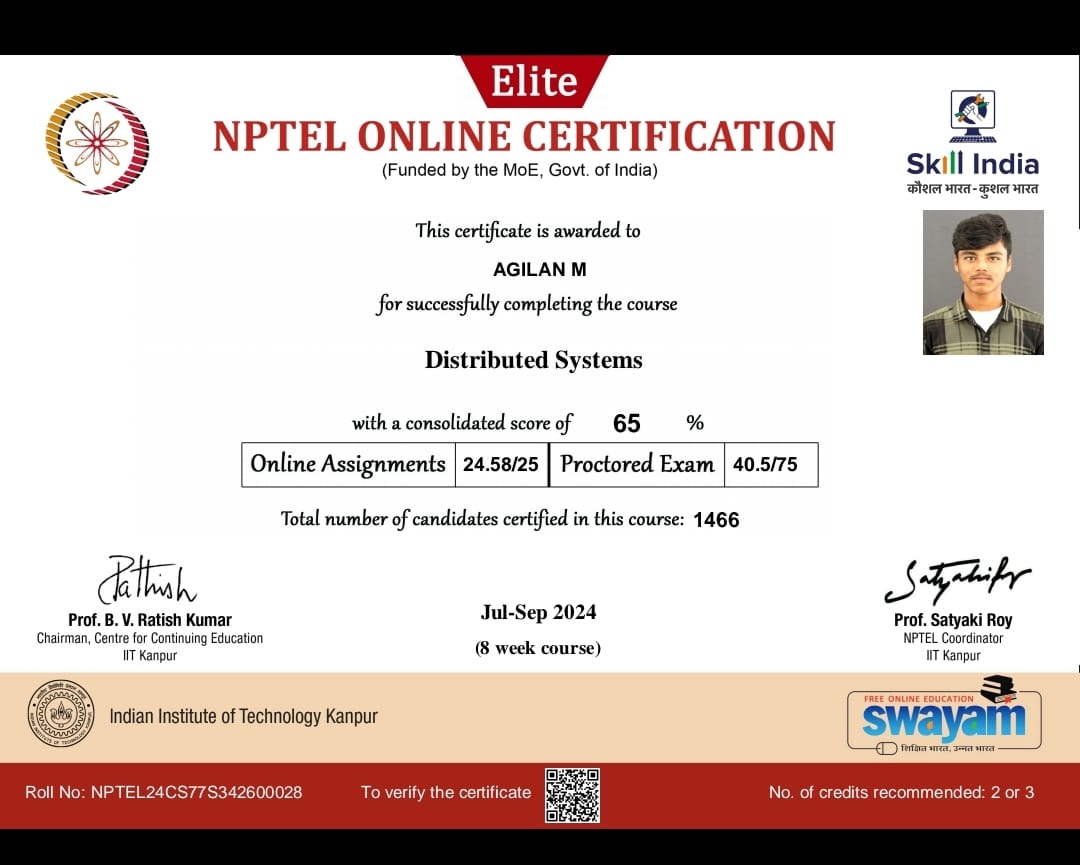 Elite
NPTEL ONLINE CERTIFICATION
(Funded by the MoE, Govt. of India)
Skill India
कौशल भारत - कुशल भारत
This certificate is awarded to
AGILAN M
for successfully completing the course
Distributed Systems
with a consolidated score of 65 %
Online Assignments 24.58/25 Proctored Exam 40.5/75
Total number of candidates certified in this course: 1466
Prof. B. V. Ratish Kumar
Chairman, Centre for Continuing Education
IIT Kanpur
Jul-Sep 2024
(8 week course)
Prof. Satyaki Roy
NPTEL Coordinator
IIT Kanpur
Indian Institute of Technology Kanpur
FREE ONLINE EDUCATION
swayam
शिक्षित भारत, उन्नत भारत
Roll No: NPTEL24CS77S342600028
To verify the certificate
No. of credits recommended: 2 or 3